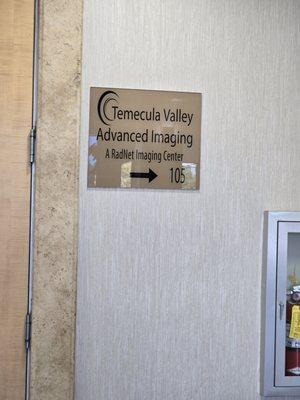 Temecula Valley
Advanced Imaging
A RadNet Imaging Center
→ 105